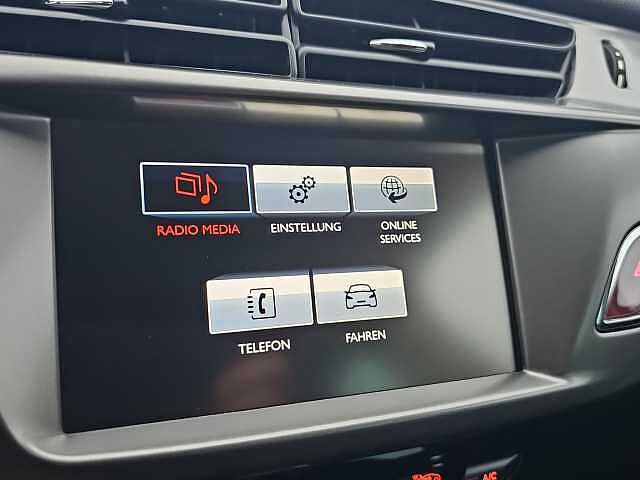 RADIO MEDIA
EINSTELLUNG
ONLINE
SERVICES
TELEFON
FAHREN
A/C